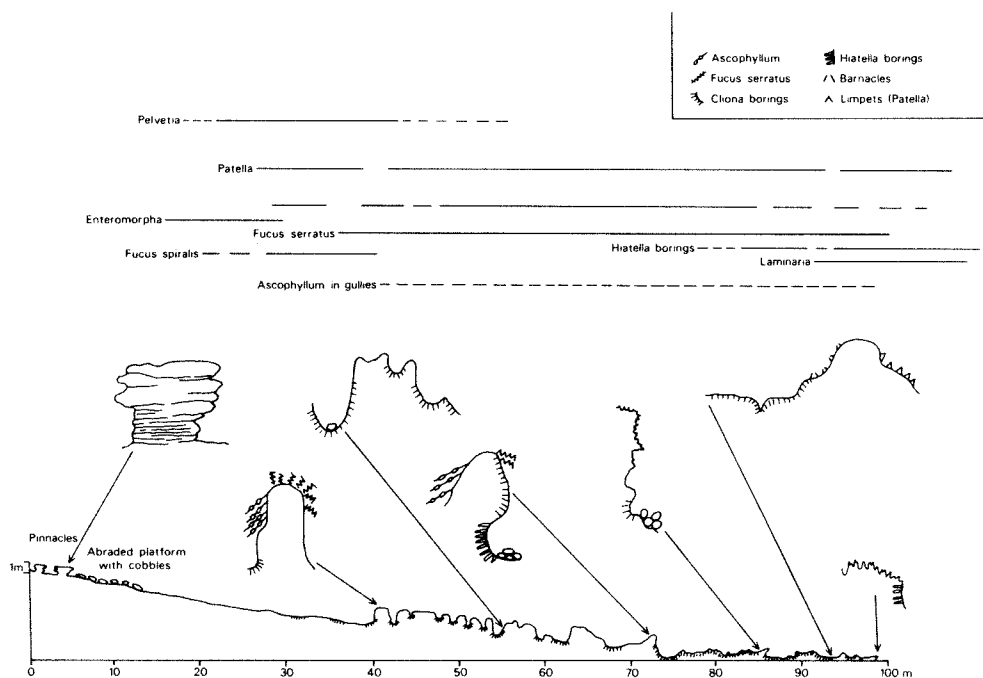 Ascophyllum
Hiatella borings
Fucus serratus
Barnacles
Cliona borings
Limpets (Patella)
Pelvetia
Patella
Enteromorpha
Fucus serratus
Hiatella borings
Fucus spiralis
Laminaria
Ascophyllum in gullies
Pinnacles
Abraded platform
with cobbles
1m
0 10 20 30 40 50 60 70 80 90 100 m